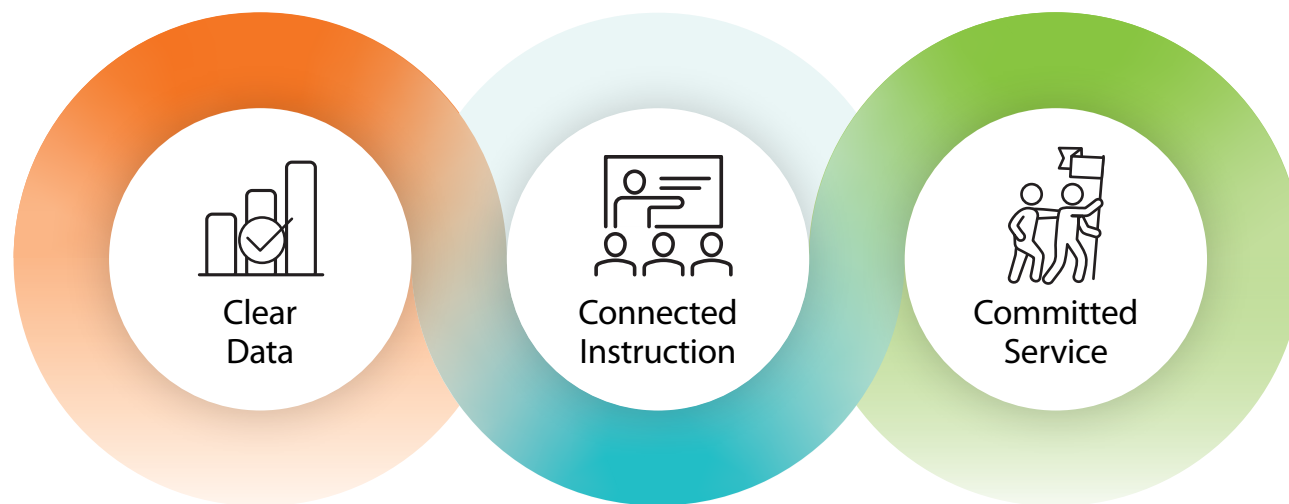 Clear
Data
Connected
Instruction
Committed
Service